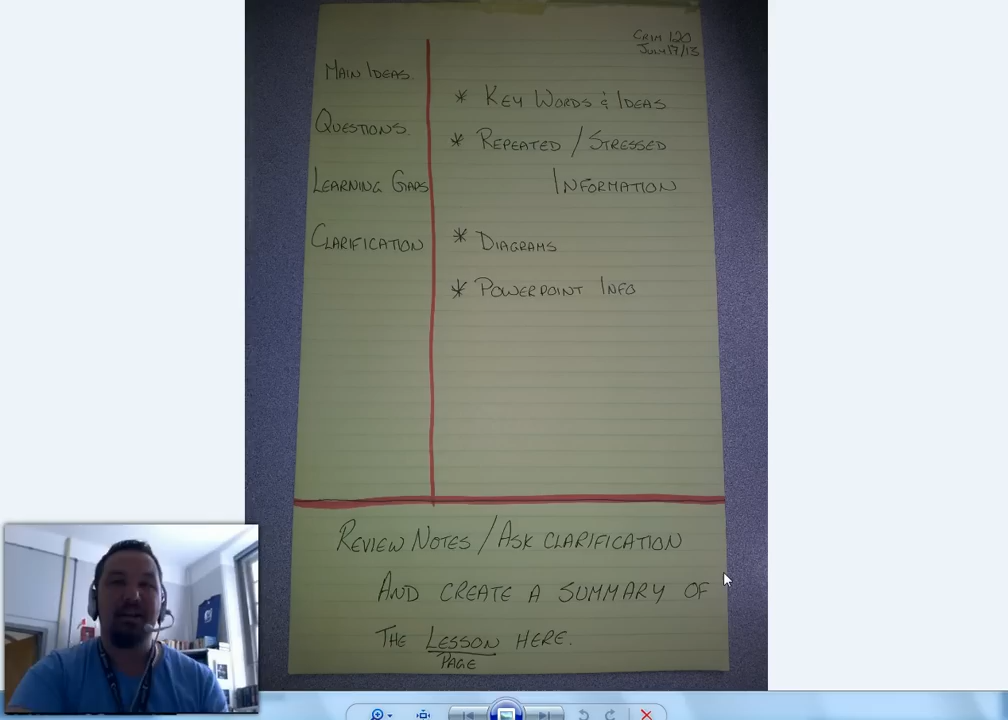 CRIM 120
JULY 17/13
MAIN IDEAS.
QUESTIONS.
LEARNING GAPS
CLARIFICATION
* KEY WORDS & IDEAS
* REPEATED / STRESSED
INFORMATION
* DIAGRAMS
* POWERPOINT INFO
REVIEW NOTES / ASK CLARIFICATION
AND CREATE A SUMMARY OF
THE LESSON HERE.
PAGE